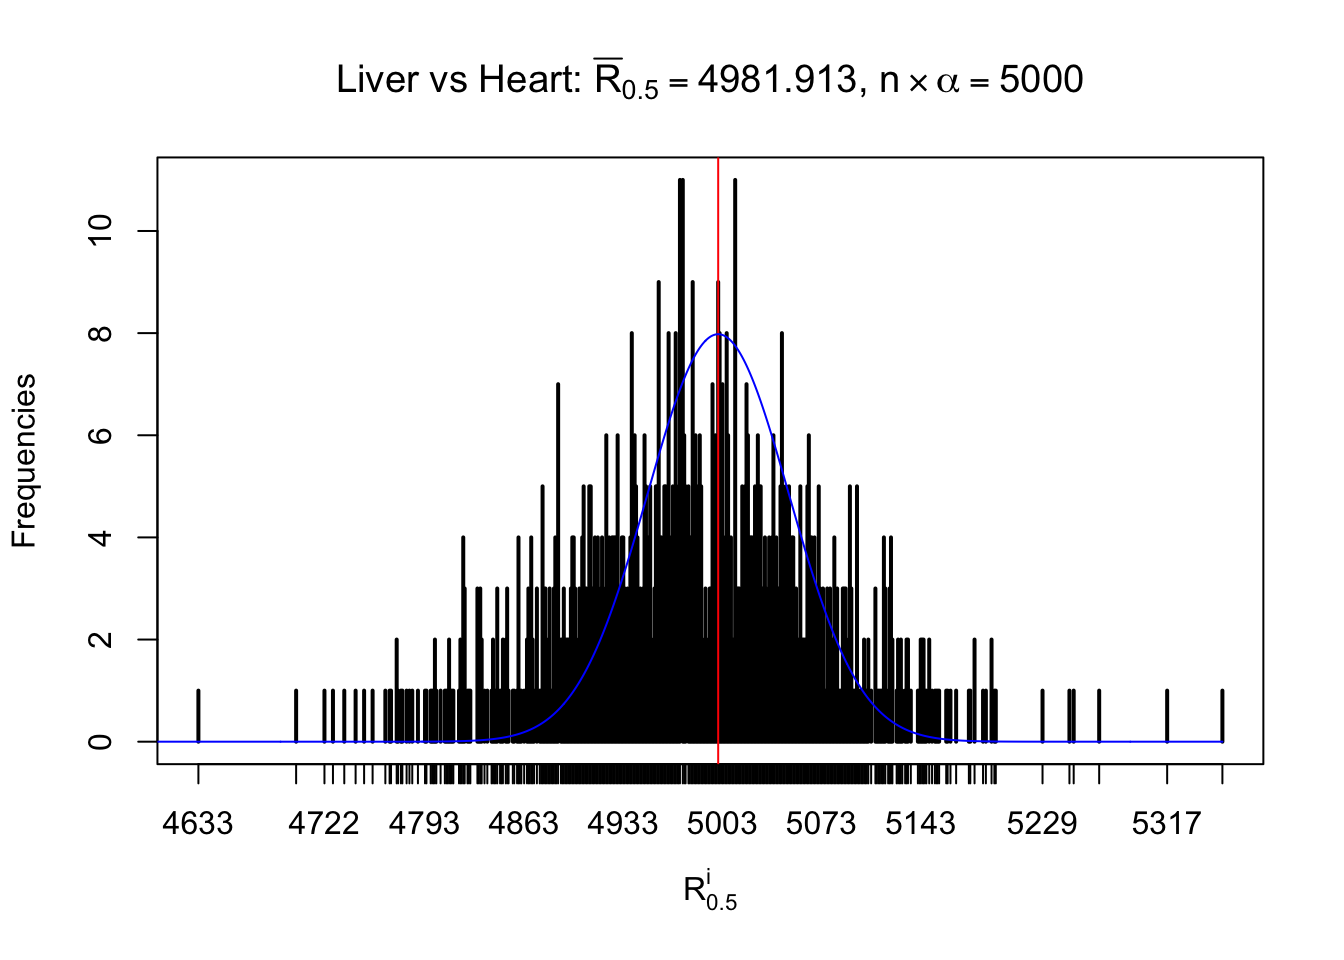 Liver vs Heart: R̅₀.₅ = 4981.913, n × α = 5000
10
8
6
4
2
0
Frequencies
4633 4722 4793 4863 4933 5003 5073 5143 5229 5317
Rⁱ₀.₅